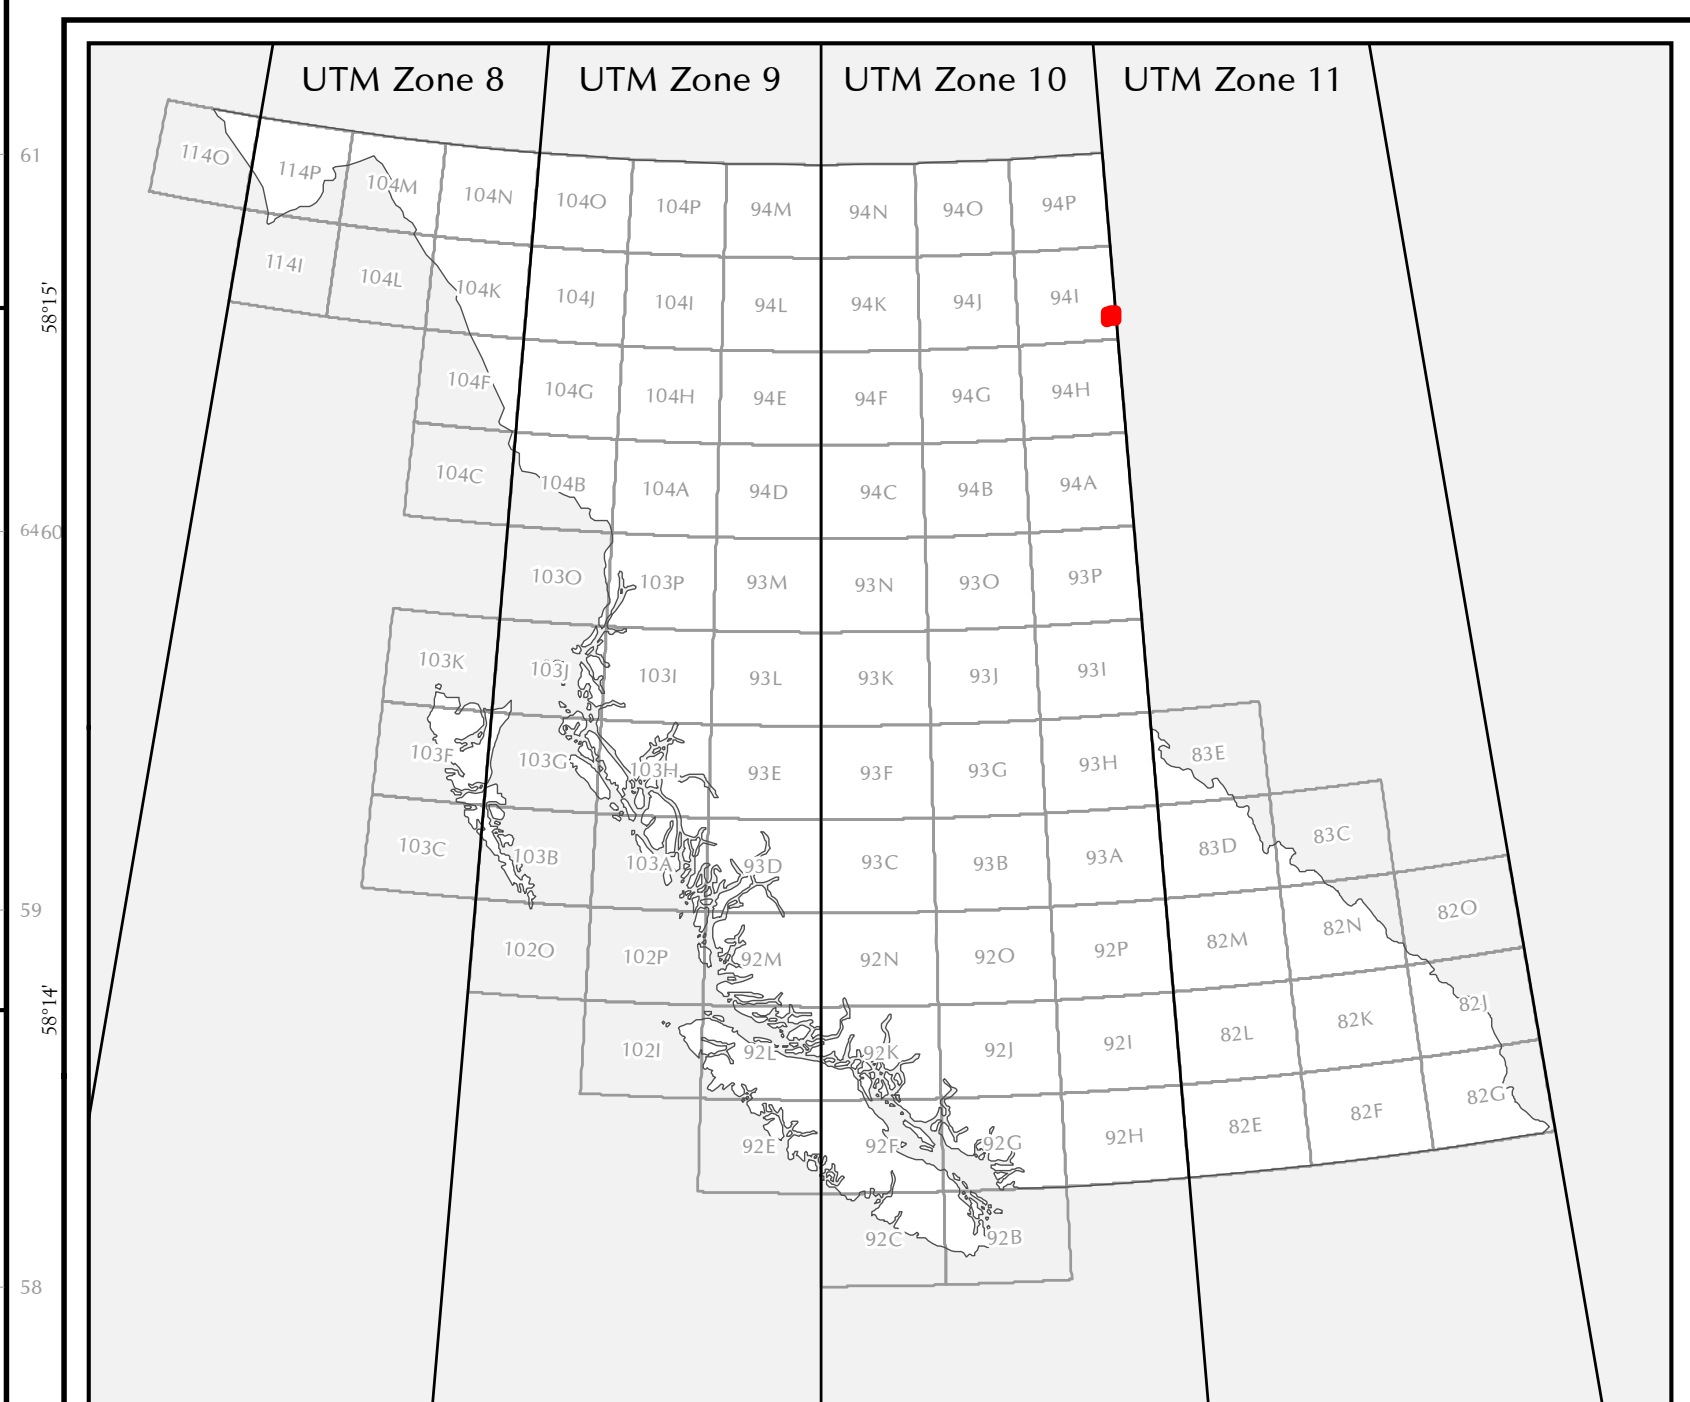 UTM Zone 8 UTM Zone 9 UTM Zone 10 UTM Zone 11
61
58°15'
6460
59
58°14'
58
114O 114P 104M 104N 104O 104P 94M 94N 94O 94P
114I 104L 104K 104J 104I 94L 94K 94J 94I
104F 104G 104H 94E 94F 94G 94H
104C 104B 104A 94D 94C 94B 94A
103O 103P 93M 93N 93O 93P
103K 103J 103I 93L 93K 93J 93I
103F 103G 103H 93E 93F 93G 93H 83E
103C 103B 103A 93D 93C 93B 93A 83D 83C
102O 102P 92M 92N 92O 92P 82M 82N 82O
102I 92L 92K 92J 92I 82L 82K 82J
92E 92F 92G 92H 82E 82F 82G
92C 92B